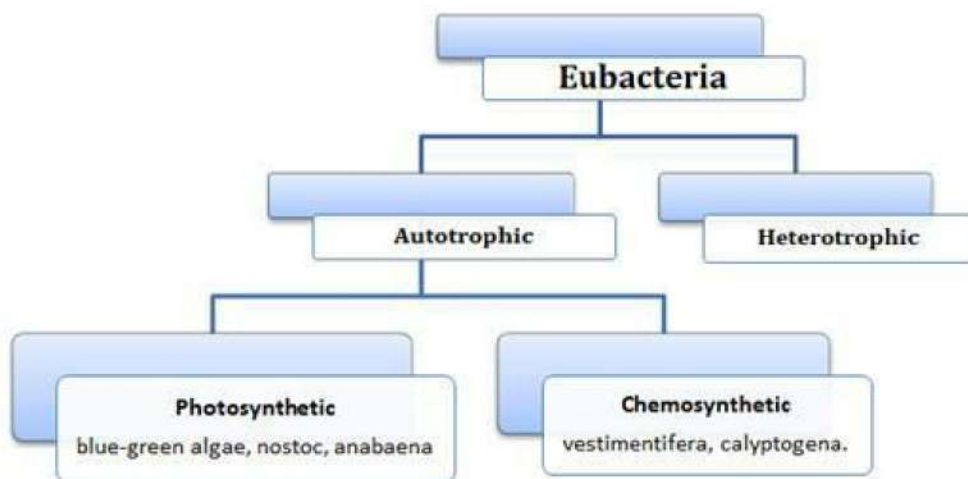 Eubacteria
Autotrophic
Heterotrophic
Photosynthetic
blue-green algae, nostoc, anabaena
Chemosynthetic
vestimentifera, calyptogena.